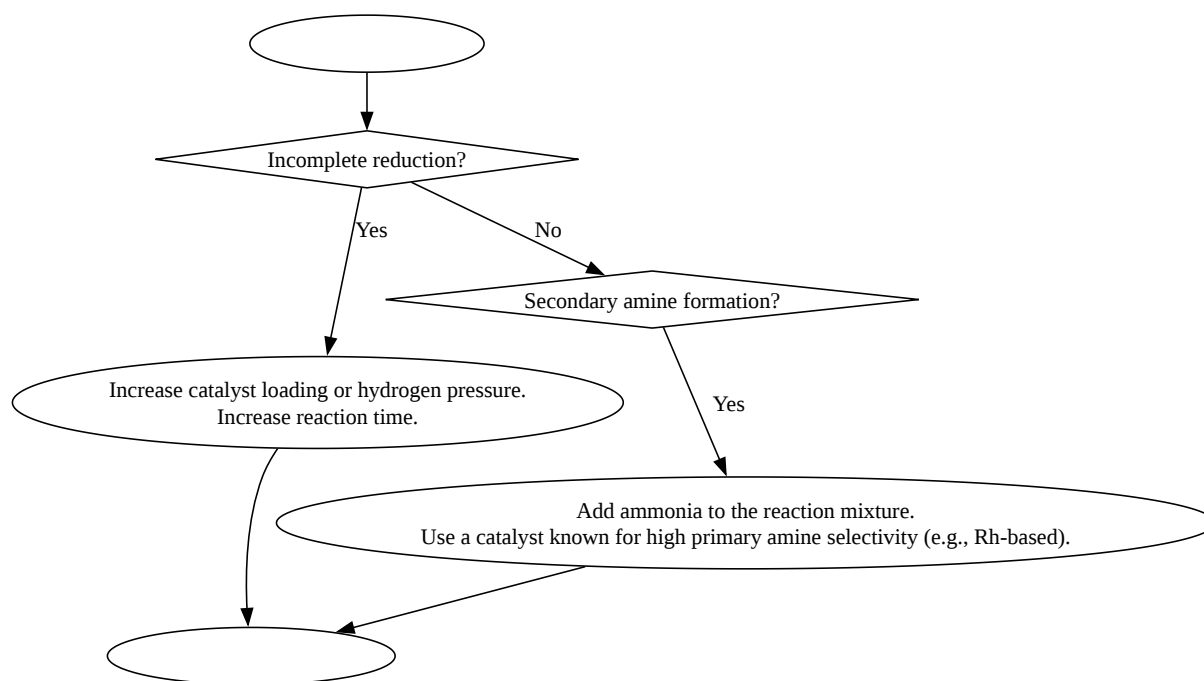 Incomplete reduction?
Yes
No
Secondary amine formation?
Increase catalyst loading or hydrogen pressure.
Increase reaction time.
Yes
Add ammonia to the reaction mixture.
Use a catalyst known for high primary amine selectivity (e.g., Rh-based).